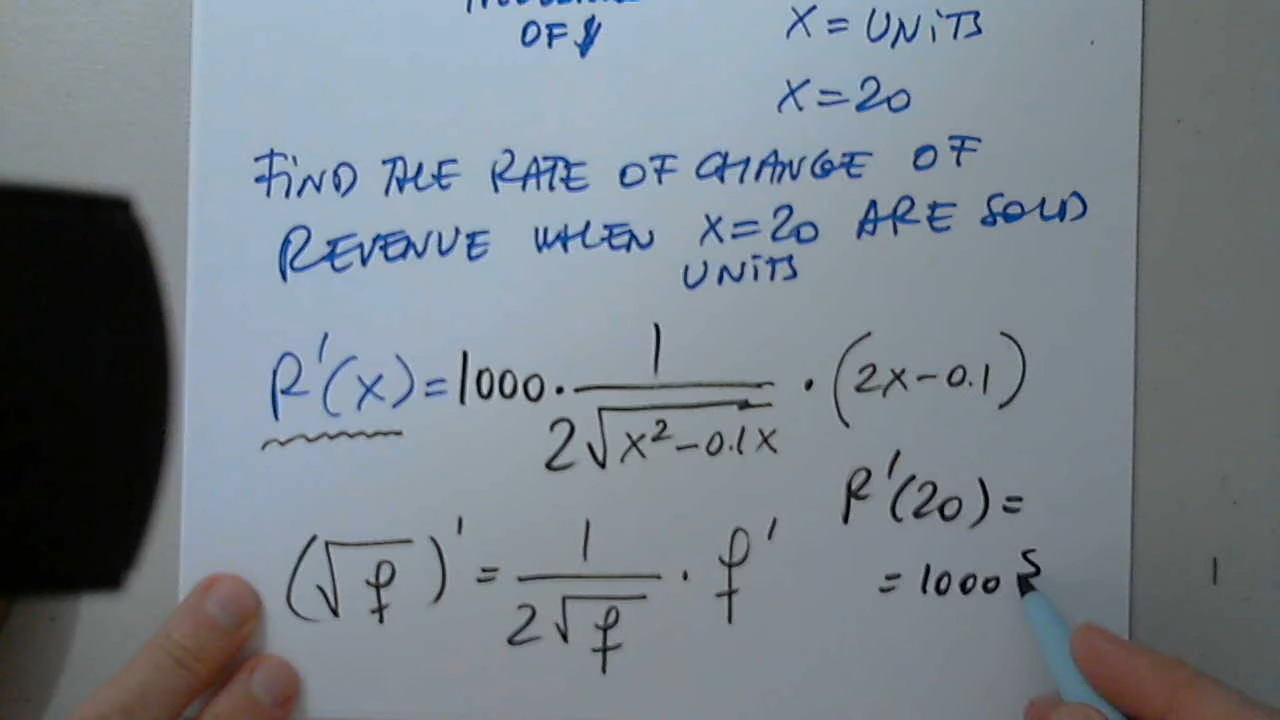 OF $
X = UNITS
X = 20
FIND THE RATE OF CHANGE OF
REVENUE WHEN X = 20 ARE SOLD
UNITS
R'(x) = 1000 · 1 / (2√(x² - 0.1x)) · (2x - 0.1)
R'(20) =
= 1000 $
(√f)' = 1 / (2√f) · f'